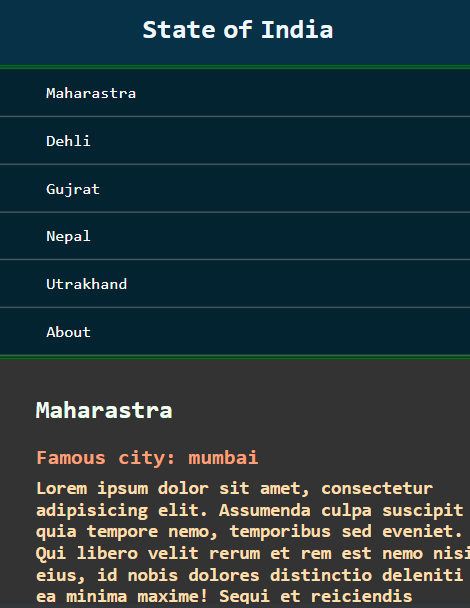 State of India
Maharastra
Dehli
Gujrat
Nepal
Utrakhand
About
Maharastra
Famous city: mumbai
Lorem ipsum dolor sit amet, consectetur
adipisicing elit. Assumenda culpa suscipit
quia tempore nemo, temporibus sed eveniet.
Qui libero velit rerum et rem est nemo nisi
eius, id nobis dolores distinctio deleniti
ea minima maxime! Sequi et reiciendis